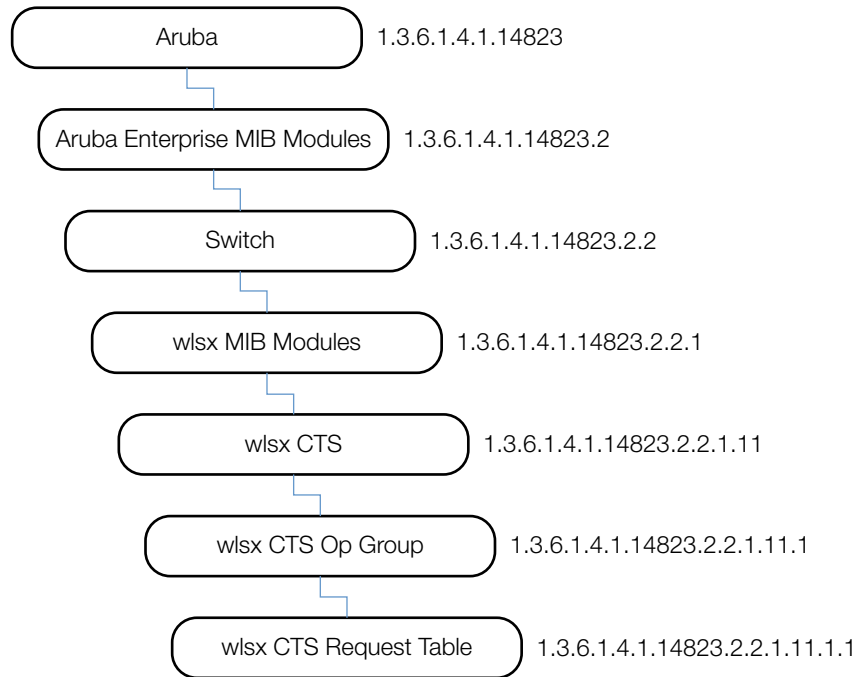 Aruba 1.3.6.1.4.1.14823
Aruba Enterprise MIB Modules 1.3.6.1.4.1.14823.2
Switch 1.3.6.1.4.1.14823.2.2
wlsx MIB Modules 1.3.6.1.4.1.14823.2.2.1
wlsx CTS 1.3.6.1.4.1.14823.2.2.1.11
wlsx CTS Op Group 1.3.6.1.4.1.14823.2.2.1.11.1
wlsx CTS Request Table 1.3.6.1.4.1.14823.2.2.1.11.1.1